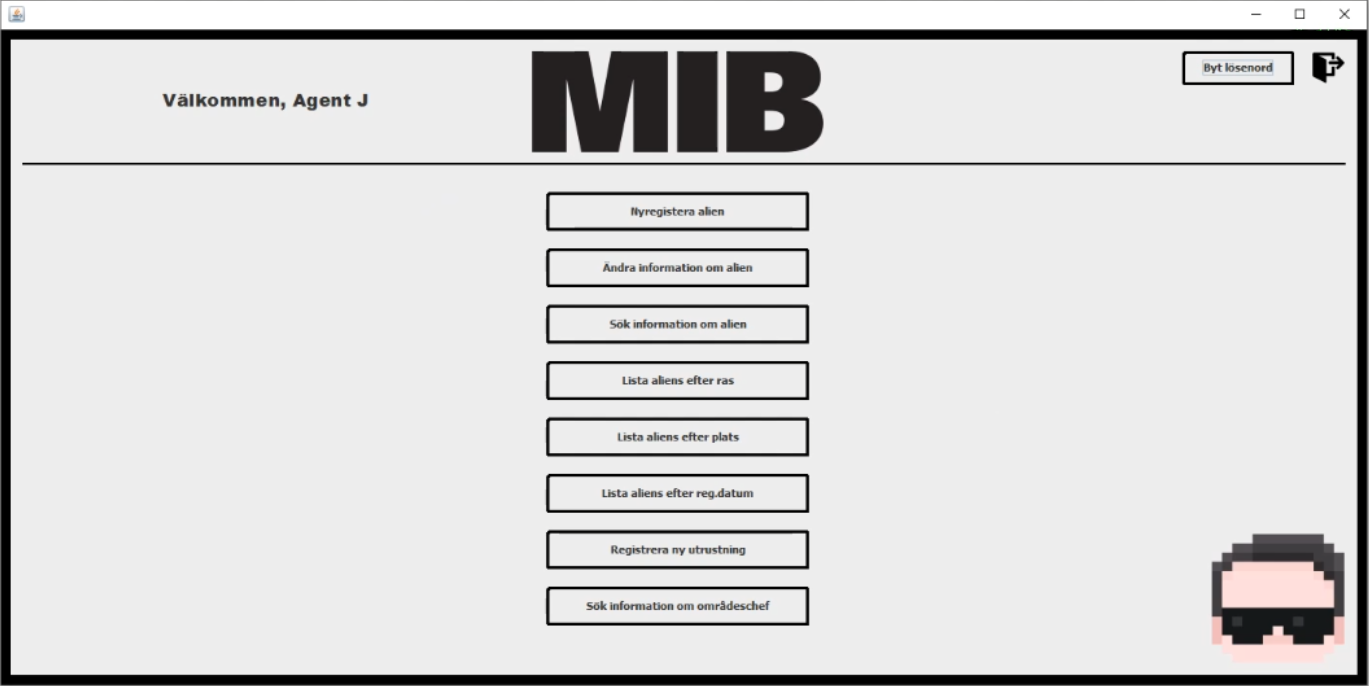 Välkommen, Agent J
MIB
Byt lösenord
Nyregistera alien
Ändra information om alien
Sök information om alien
Lista aliens efter ras
Lista aliens efter plats
Lista aliens efter reg.datum
Registrera ny utrustning
Sök information om områdeschef